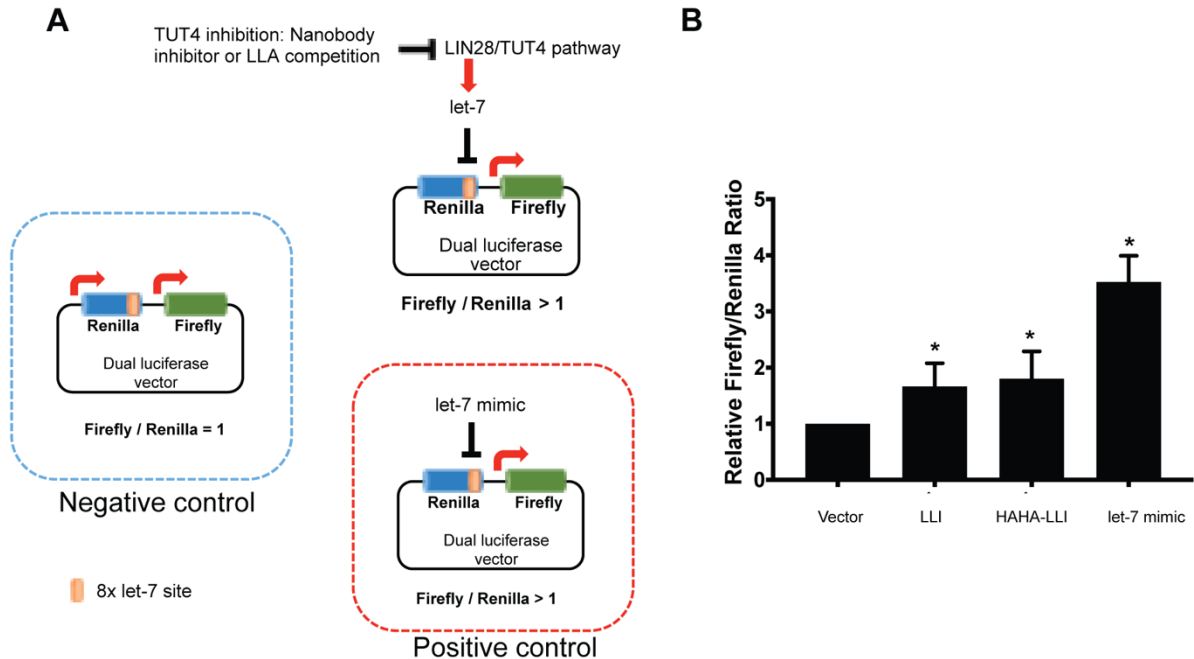 A
TUT4 inhibition: Nanobody
inhibitor or LLA competition
LIN28/TUT4 pathway
let-7
Renilla
Firefly
Dual luciferase
vector
Firefly / Renilla > 1
Renilla
Firefly
Dual luciferase
vector
Firefly / Renilla = 1
Negative control
8x let-7 site
let-7 mimic
Renilla
Firefly
Dual luciferase
vector
Firefly / Renilla > 1
Positive control
B
Relative Firefly/Renilla Ratio
5
4
3
2
1
0
*
*
*
Vector
LLI
HAHA-LLI
let-7 mimic